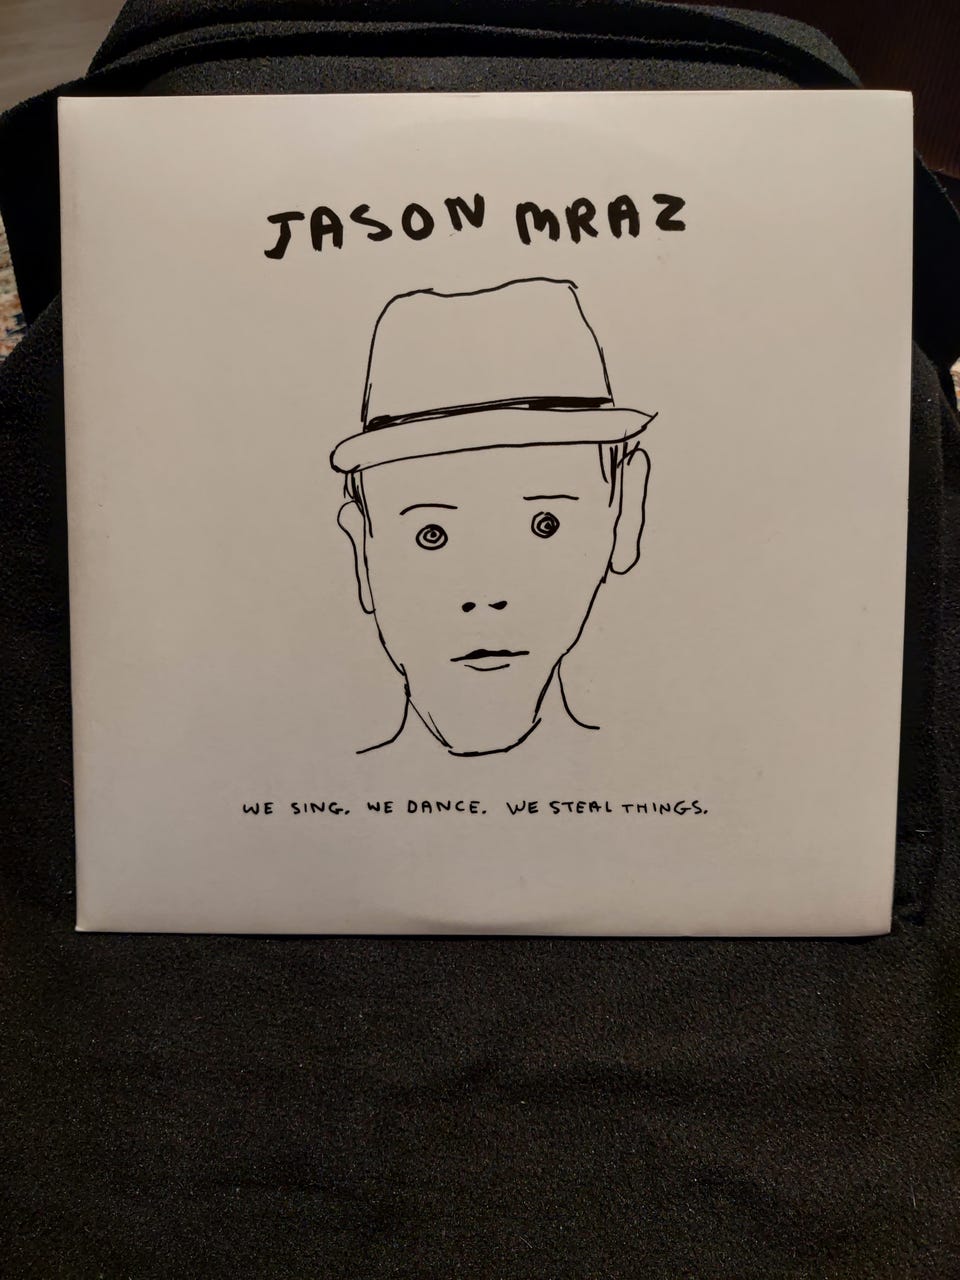 JASON MRAZ
WE SING. WE DANCE. WE STEAL THINGS.